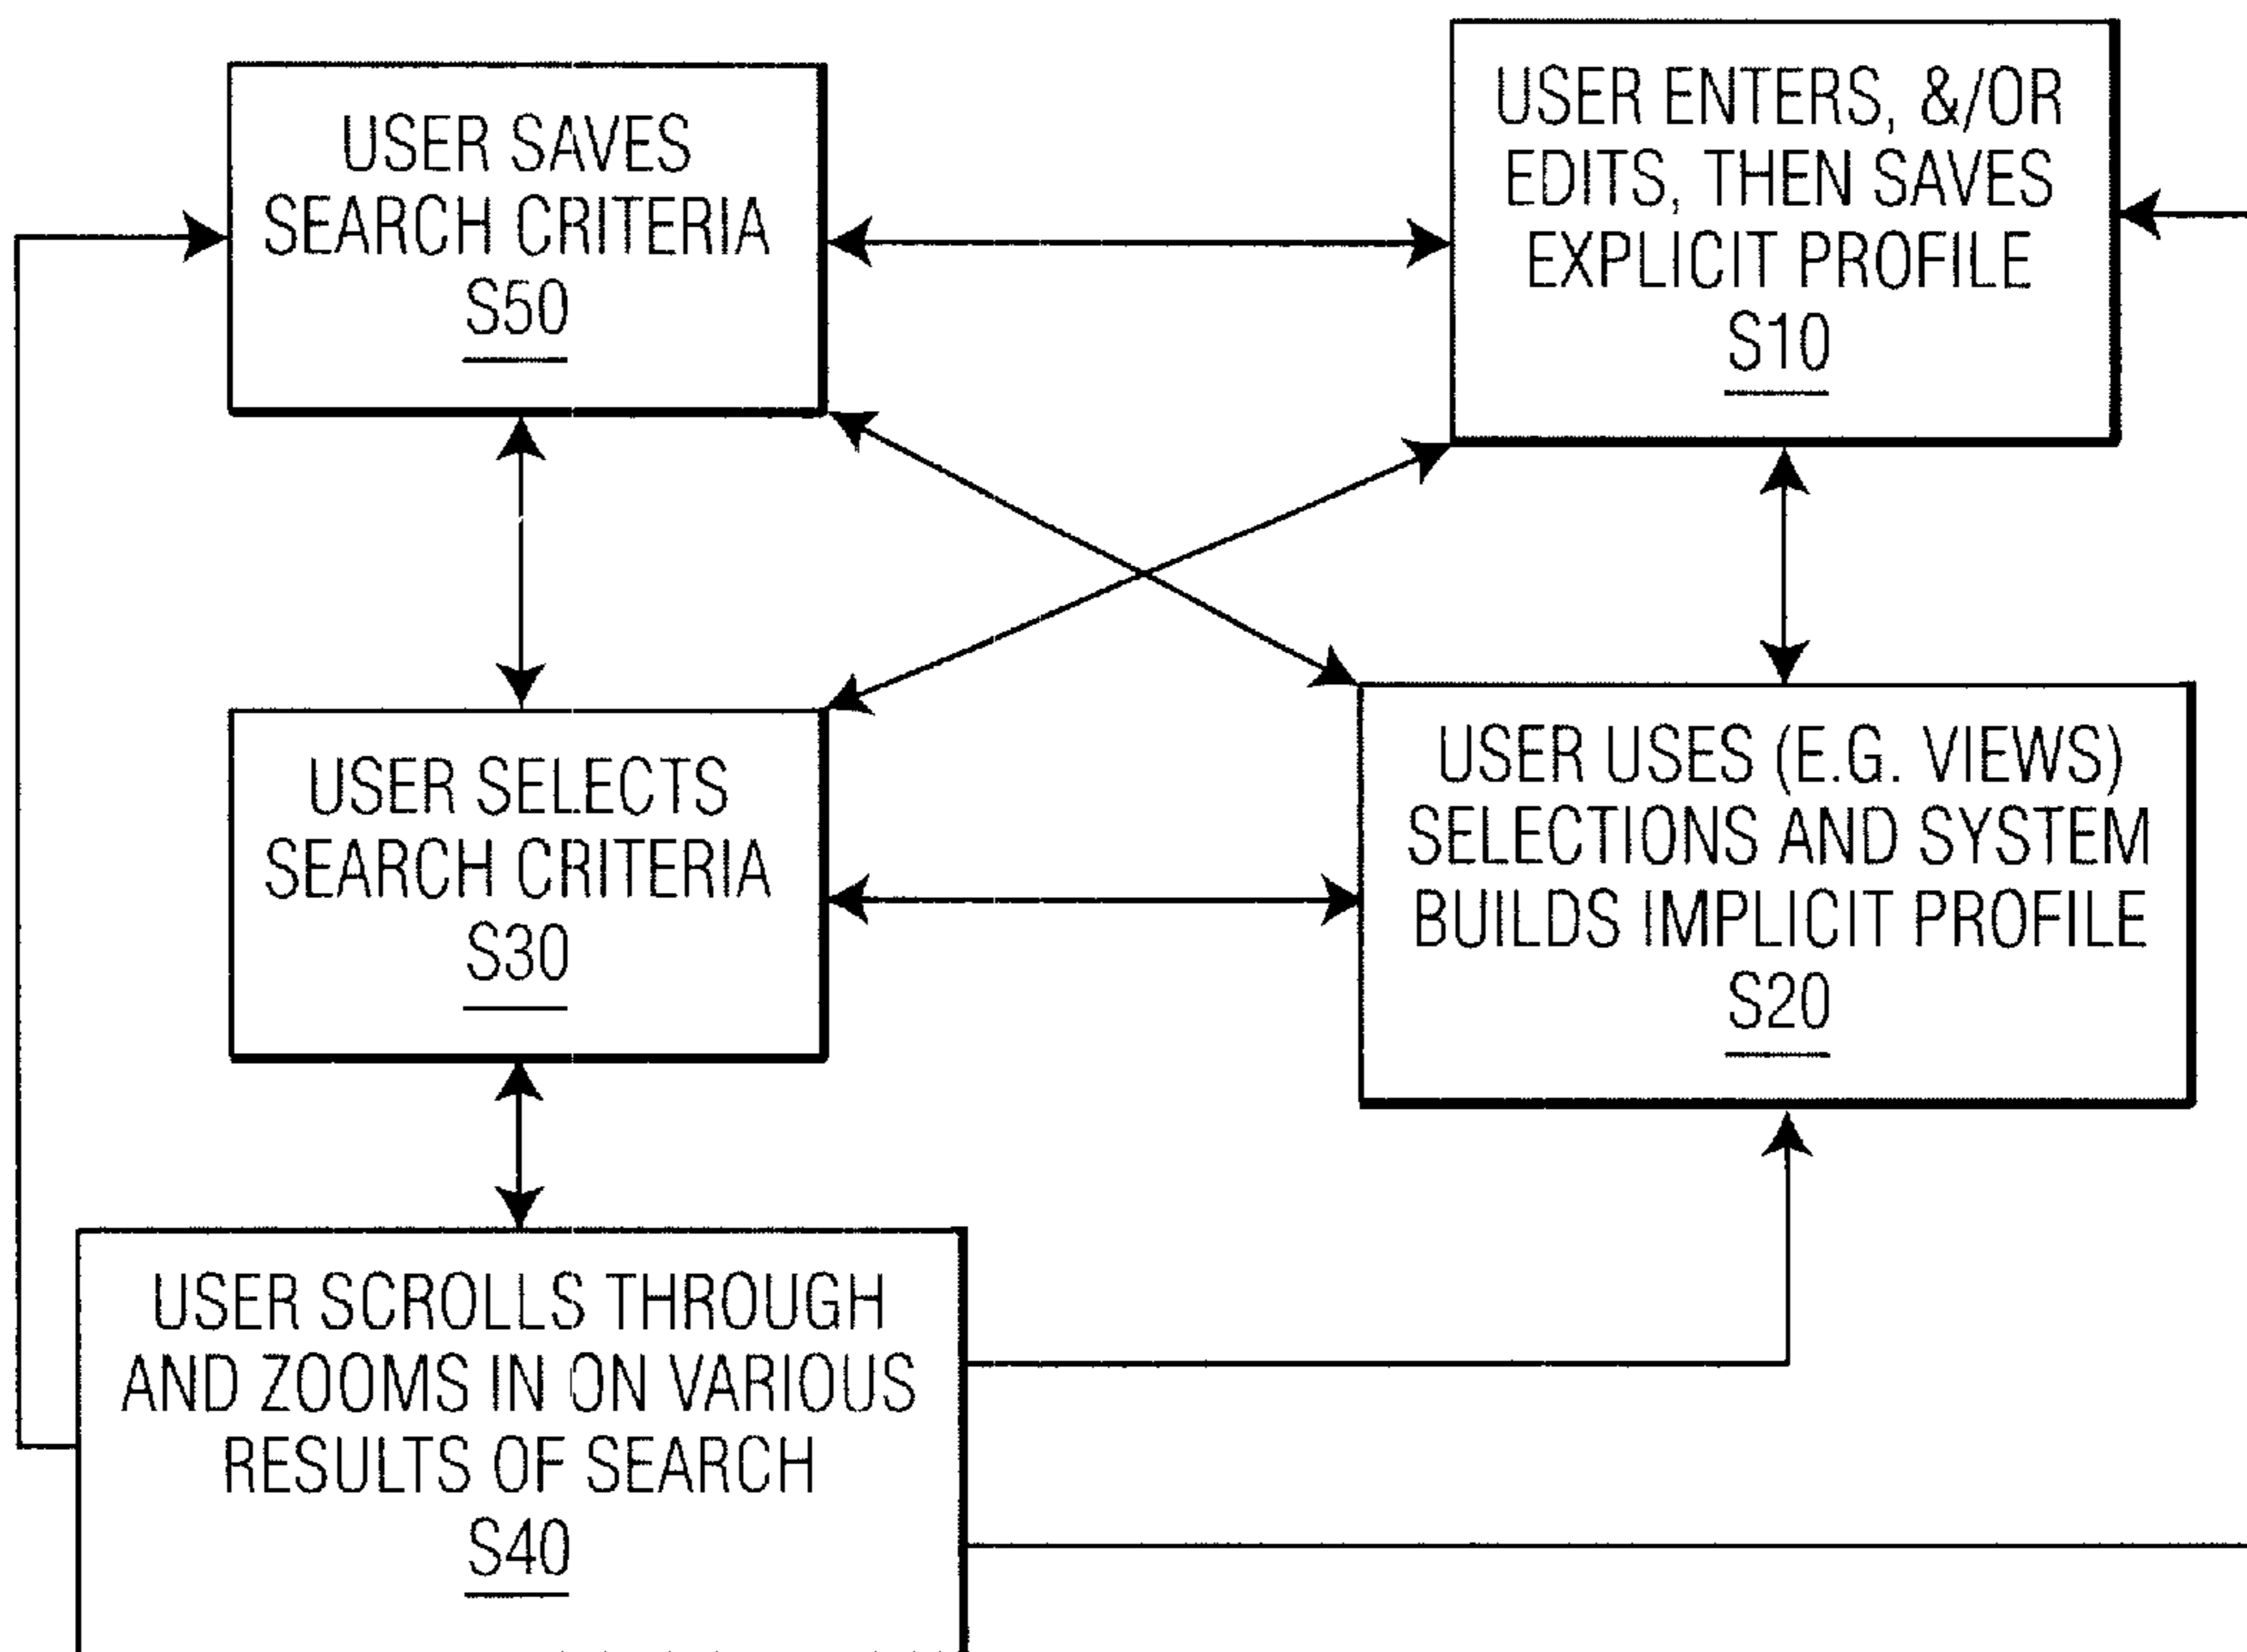 USER SAVES
SEARCH CRITERIA
S50
USER ENTERS, &/OR
EDITS, THEN SAVES
EXPLICIT PROFILE
S10
USER SELECTS
SEARCH CRITERIA
S30
USER USES (E.G. VIEWS)
SELECTIONS AND SYSTEM
BUILDS IMPLICIT PROFILE
S20
USER SCROLLS THROUGH
AND ZOOMS IN ON VARIOUS
RESULTS OF SEARCH
S40